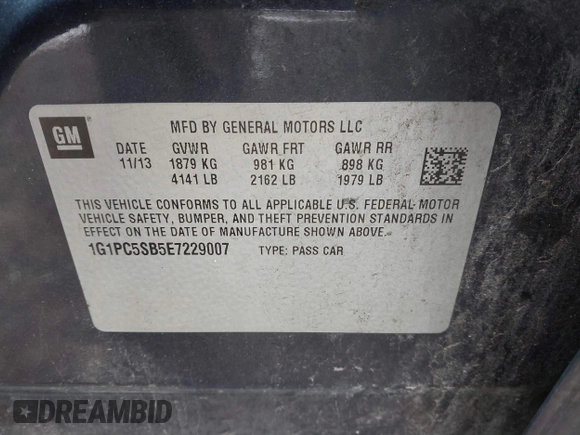 GM
MFD BY GENERAL MOTORS LLC
DATE GVWR GAWR FRT GAWR RR
11/13 1879 KG 981 KG 898 KG
4141 LB 2162 LB 1979 LB
THIS VEHICLE CONFORMS TO ALL APPLICABLE U.S. FEDERAL-MOTOR
VEHICLE SAFETY, BUMPER, AND THEFT PREVENTION STANDARDS IN
EFFECT ON THE DATE OF MANUFACTURE SHOWN ABOVE.
1G1PC5SB5E7229007 TYPE: PASS CAR
DREAMBID